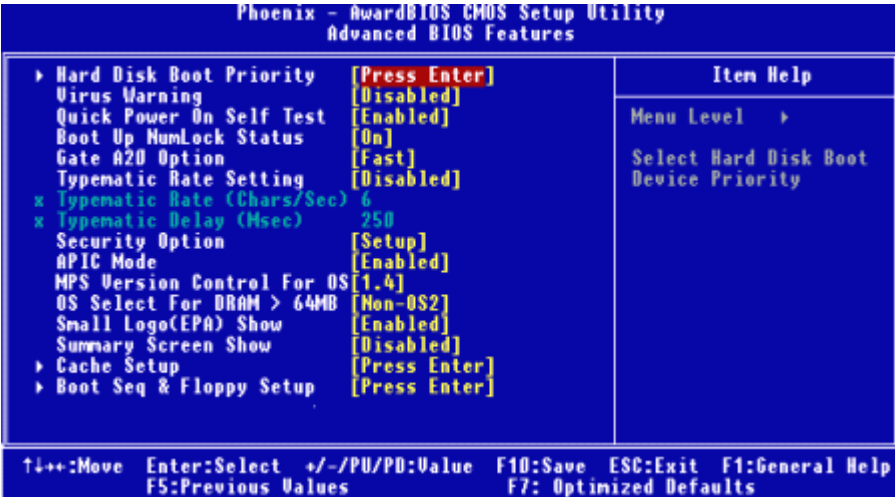 Phoenix - AwardBIOS CMOS Setup Utility
Advanced BIOS Features
Hard Disk Boot Priority [Press Enter]
Virus Warning [Disabled]
Quick Power On Self Test [Enabled]
Boot Up NumLock Status [On]
Gate A20 Option [Fast]
Typematic Rate Setting [Disabled]
x Typematic Rate (Chars/Sec) 6
x Typematic Delay (Msec) 250
Security Option [Setup]
APIC Mode [Enabled]
MPS Version Control For OS[1.4]
OS Select For DRAM > 64MB [Non-OS2]
Small Logo(EPA) Show [Enabled]
Summary Screen Show [Disabled]
Cache Setup [Press Enter]
Boot Seq & Floppy Setup [Press Enter]
Item Help
Menu Level
Select Hard Disk Boot
Device Priority
↑↓→←:Move Enter:Select +/-/PU/PD:Value F10:Save ESC:Exit F1:General Help
F5:Previous Values F7: Optimized Defaults